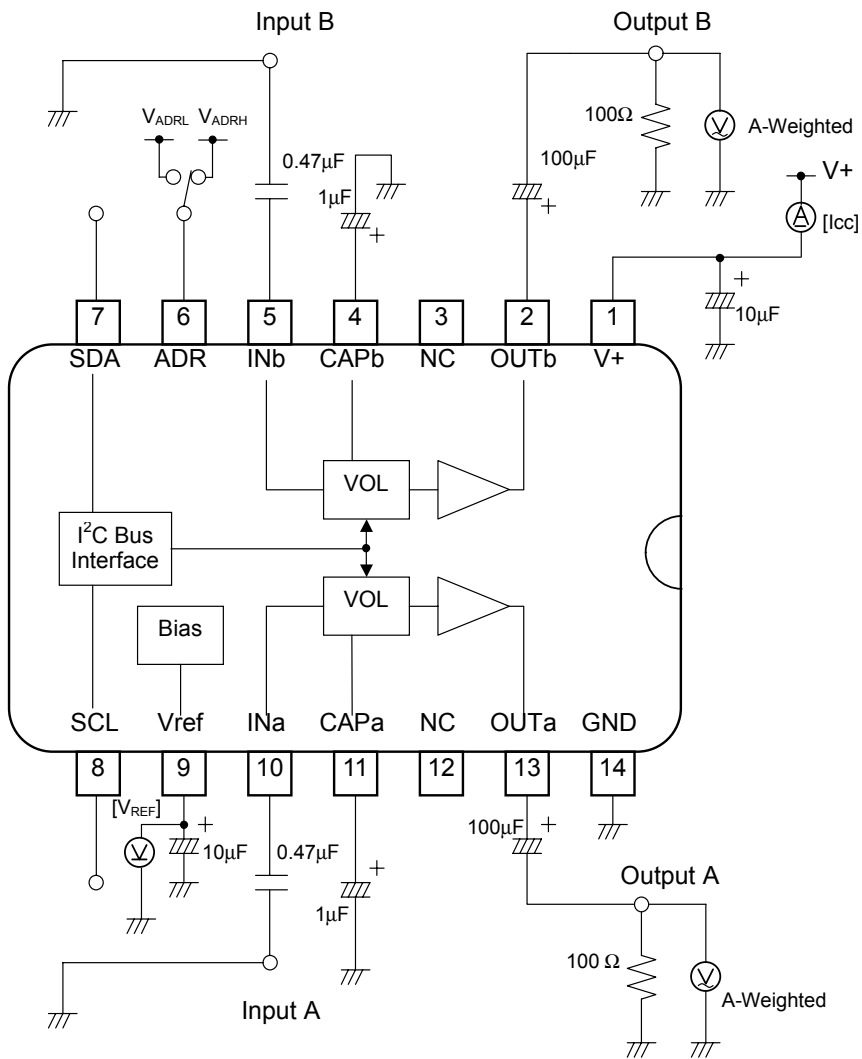 Input B
Output B
VADRL VADRH
0.47μF
1μF
+
100μF
+
100Ω
A-Weighted
V+
[Icc]
+
10μF
7 6 5 4 3 2 1
SDA ADR INb CAPb NC OUTb V+
VOL
I²C Bus
Interface
VOL
Bias
SCL Vref INa CAPa NC OUTa GND
8 9 10 11 12 13 14
[VREF]
V
+
10μF
0.47μF
+
1μF
100μF
+
Output A
100 Ω
V
A-Weighted
Input A